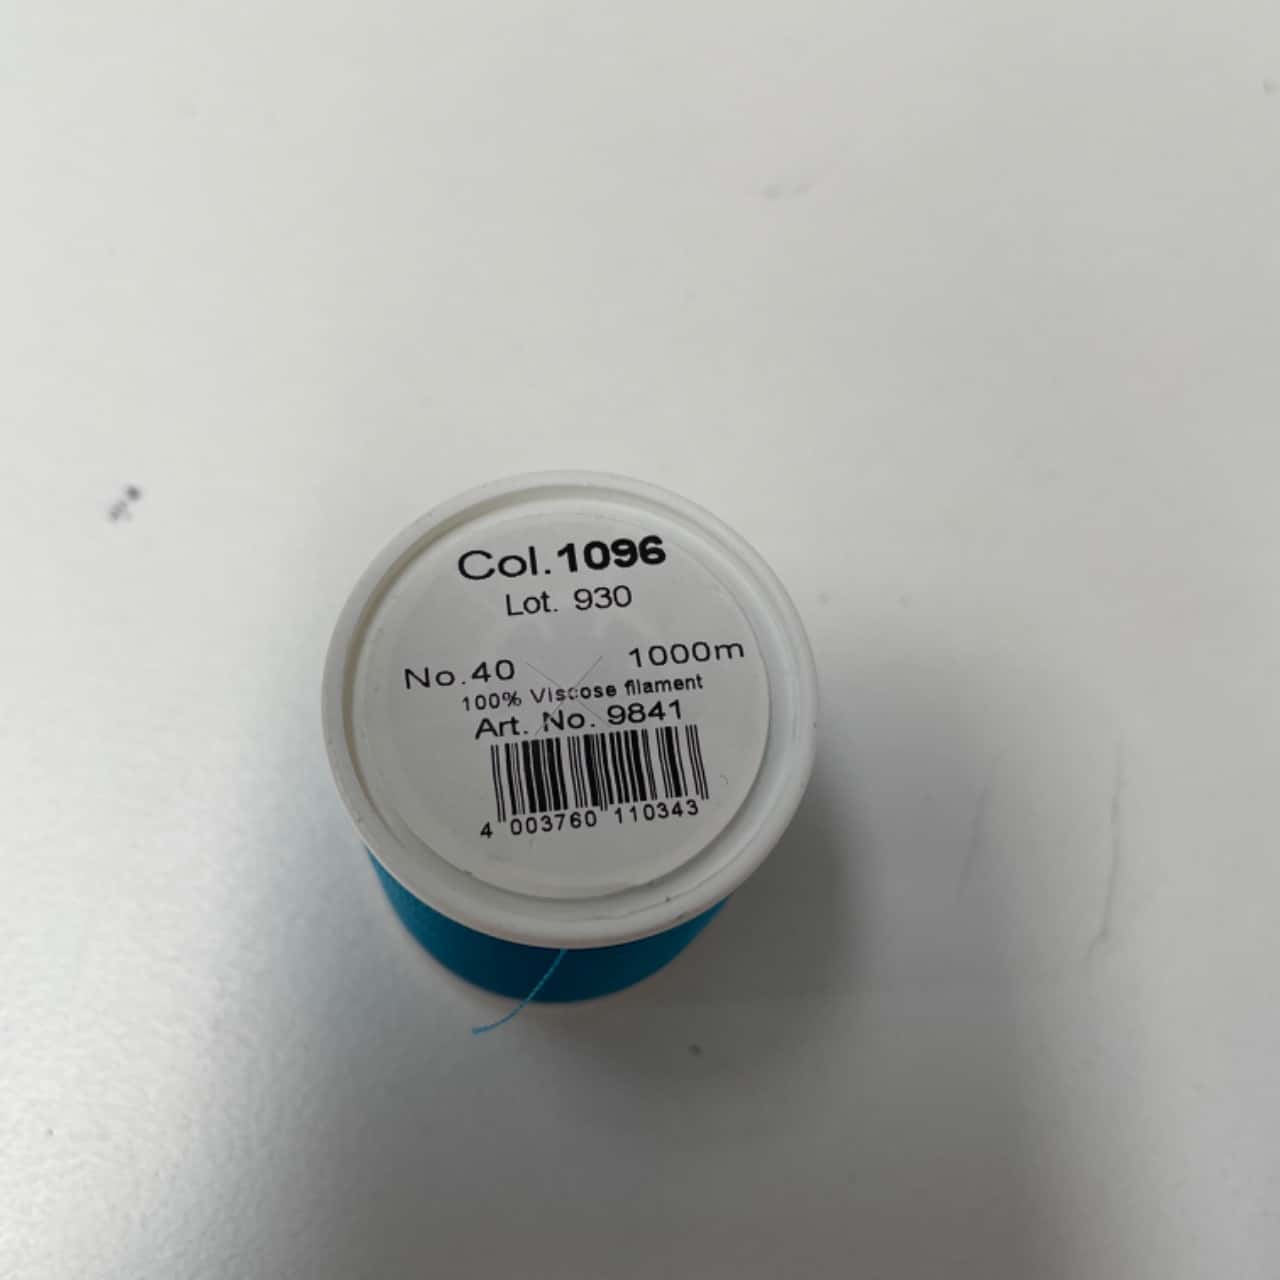 Col.1096
Lot. 930
No.40 1000m
100% Viscose filament
Art. No. 9841
4 003760 110343